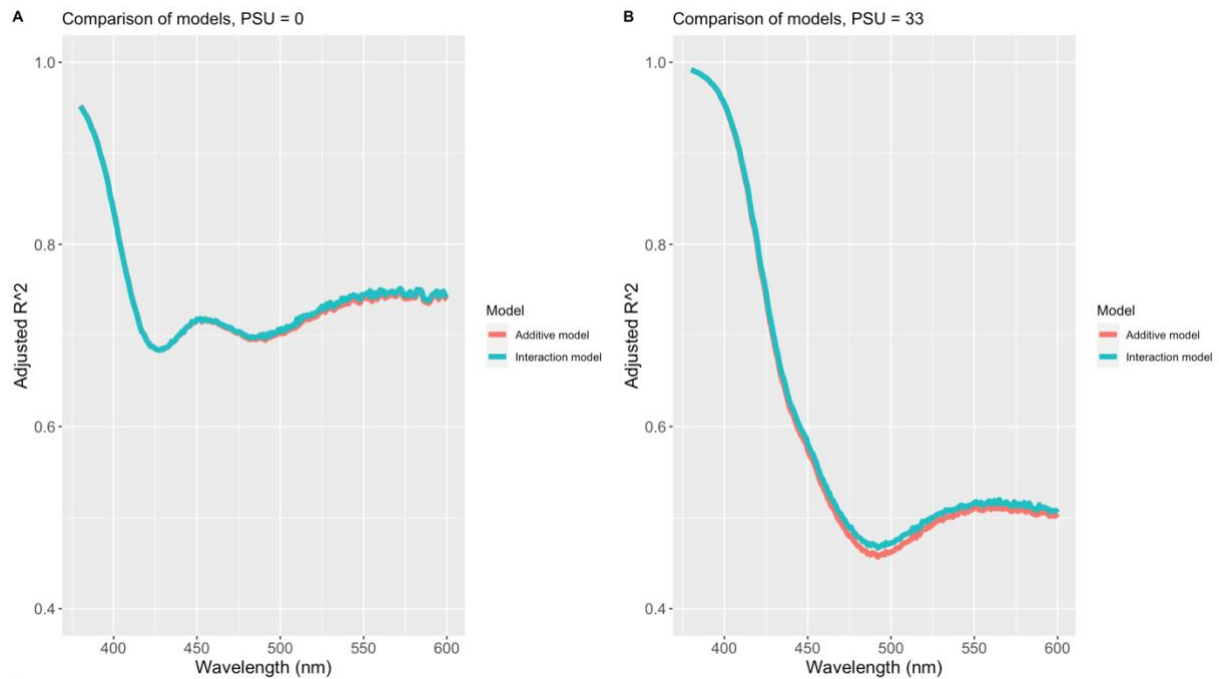 A
Comparison of models, PSU = 0
1.0
0.8
0.6
0.4
Adjusted R^2
400
450
500
550
600
Wavelength (nm)
Model
Additive model
Interaction model
B
Comparison of models, PSU = 33
1.0
0.8
0.6
0.4
Adjusted R^2
400
450
500
550
600
Wavelength (nm)
Model
Additive model
Interaction model